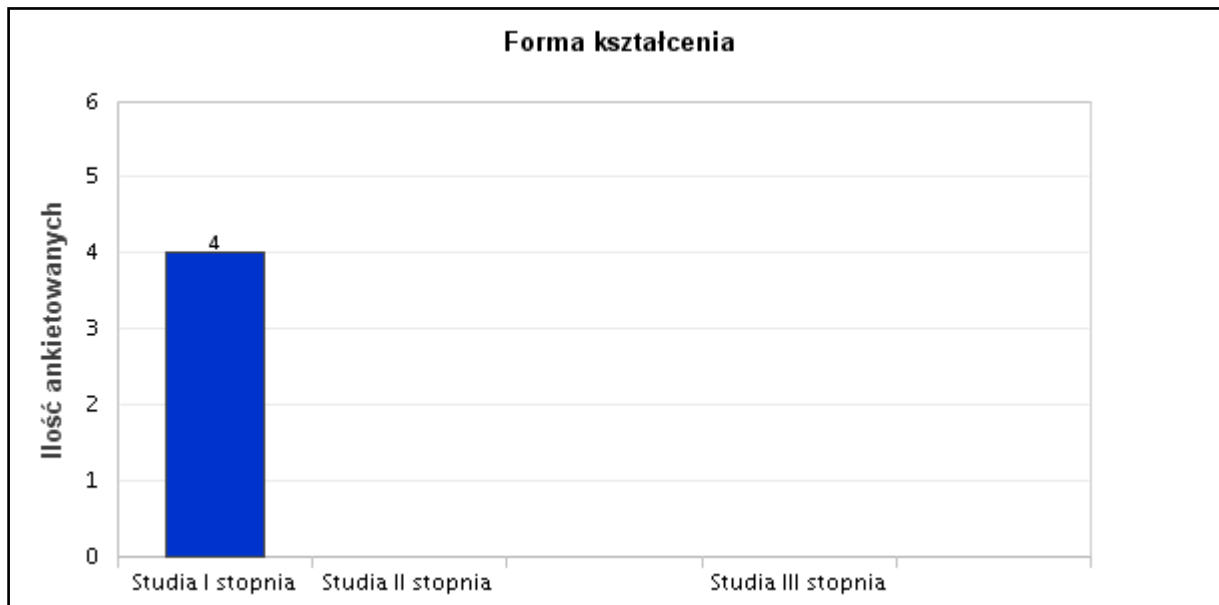 Forma kształcenia
Ilość ankietowanych
6
5
4
3
2
1
0
4
Studia I stopnia
Studia II stopnia
Studia III stopnia